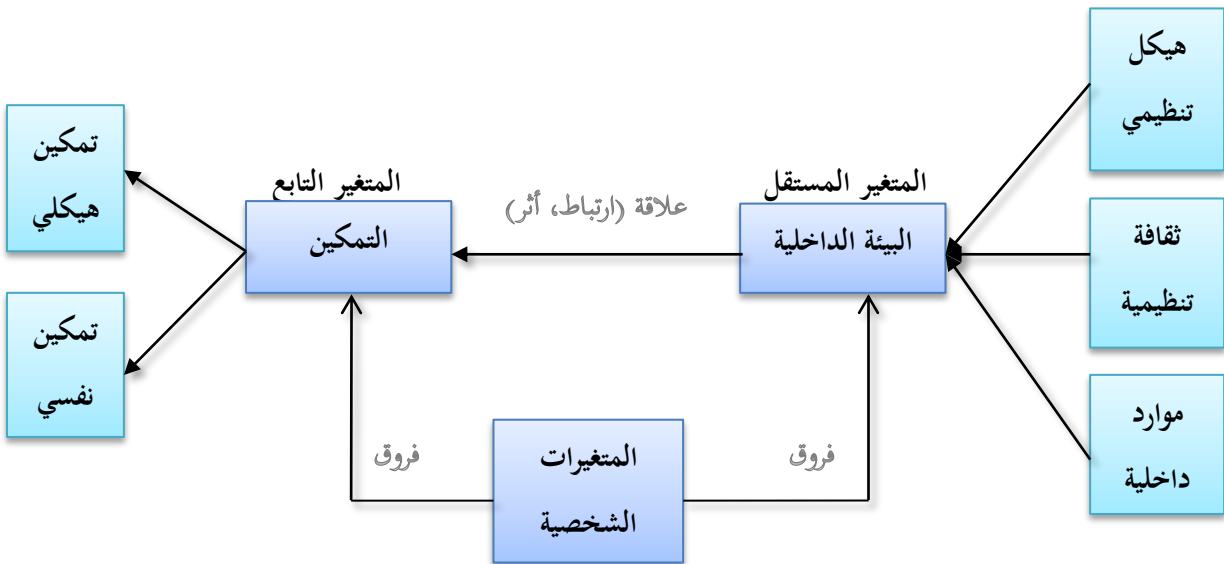 هيكل
تنظيمي
ثقافة
تنظيمية
موارد
داخلية
المتغير المستقل
البيئة الداخلية
علاقة (ارتباط، أثر)
المتغير التابع
التمكين
تمكين
هيكلي
تمكين
نفسي
فروق
المتغيرات
الشخصية
فروق